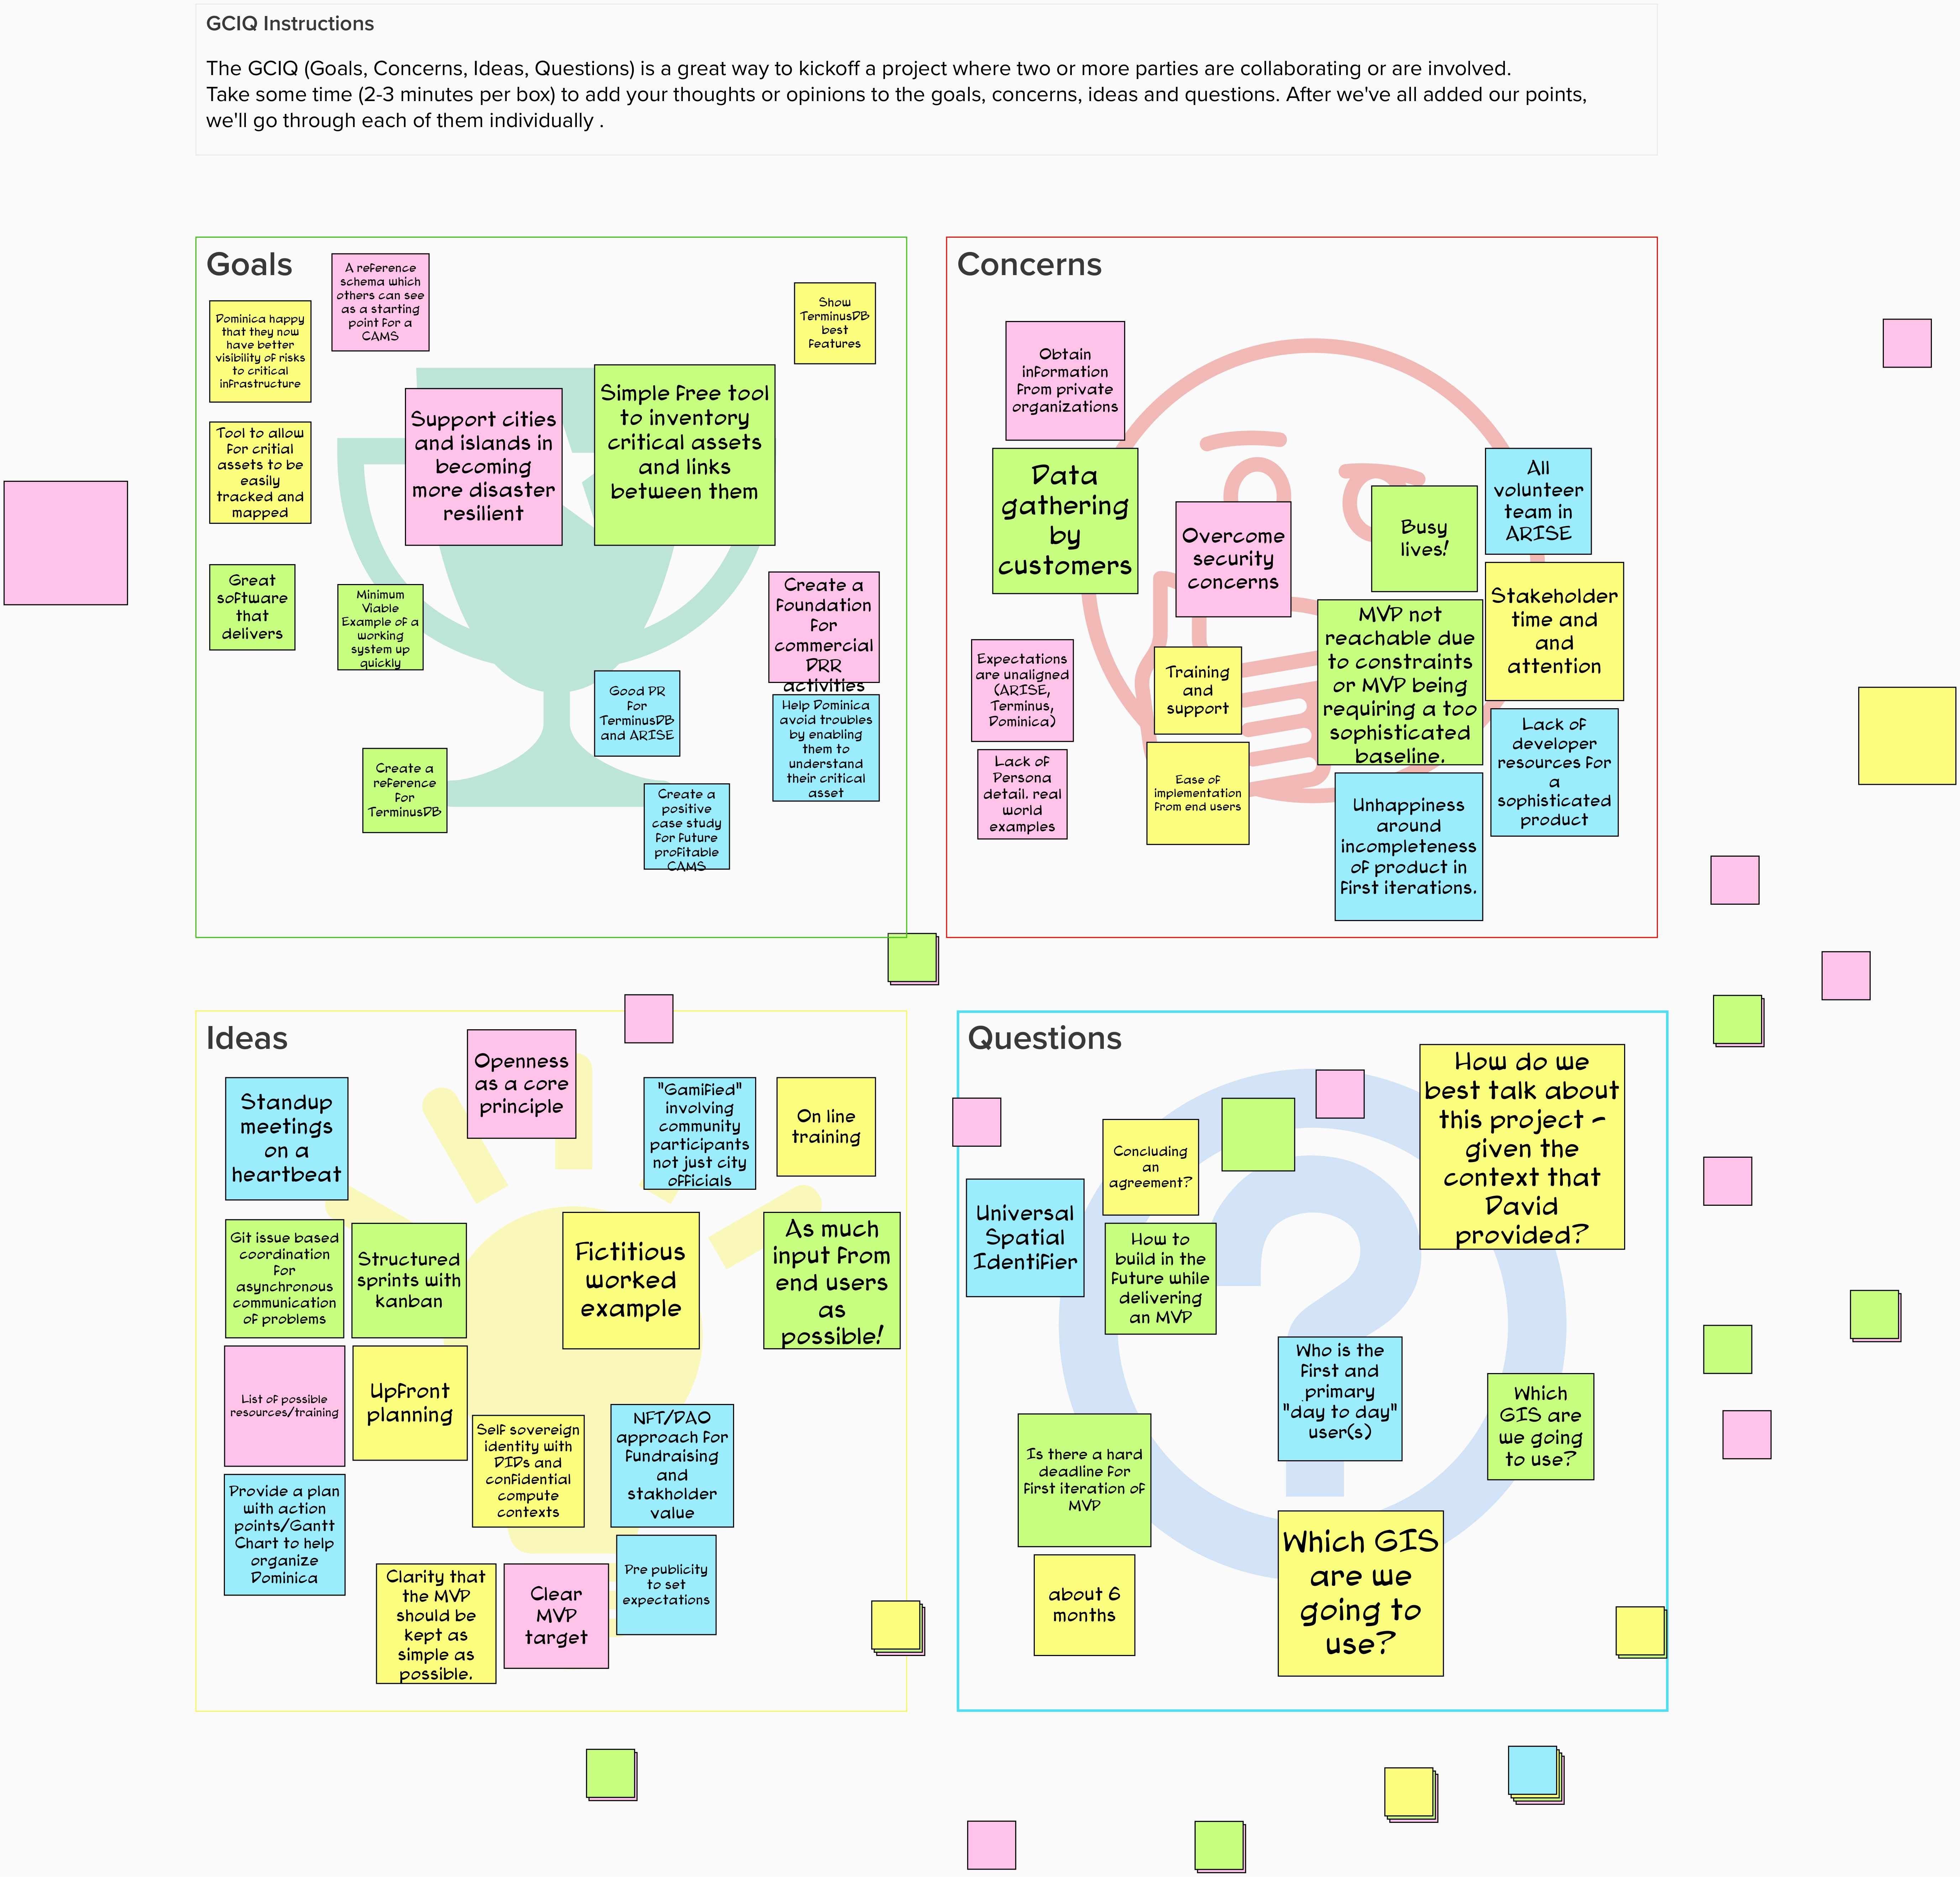 GCIQ Instructions
The GCIQ (Goals, Concerns, Ideas, Questions) is a great way to kickoff a project where two or more parties are collaborating or are involved.
Take some time (2-3 minutes per box) to add your thoughts or opinions to the goals, concerns, ideas and questions. After we've all added our points,
we'll go through each of them individually .
Goals
A reference
schema which
others can see
as a starting
point for a
CAMS
Dominica happy
that they now
have better
visibility of risks
to critical
infrastructure
Show
TerminusDB
best
features
Support cities
and islands in
becoming
more disaster
resilient
Simple free tool
to inventory
critical assets
and links
between them
Tool to allow
for critial
assets to be
easily
tracked and
mapped
Great
software
that
delivers
Minimum
Viable
Example of a
working
system up
quickly
Create a
foundation
for
commercial
DRR
activities
Good PR
for
TerminusDB
and ARISE
Help Dominica
avoid troubles
by enabling
them to
understand
their critical
asset
Create a
reference
for
TerminusDB
Create a
positive
case study
for future
profitable
CAMS
Concerns
Obtain
information
from private
organizations
Data
gathering
by
customers
Overcome
security
concerns
Busy
lives!
All
volunteer
team in
ARISE
Stakeholder
time and
and
attention
MVP not
reachable due
to constraints
or MVP being
requiring a too
sophisticated
baseline.
Expectations
are unaligned
(ARISE,
Terminus,
Dominica)
Training
and
support
Lack of
Persona
detail. real
world
examples
Ease of
implementation
from end users
Lack of
developer
resources for
a
sophisticated
product
Unhappiness
around
incompleteness
of product in
first iterations.
Ideas
Openness
as a core
principle
Standup
meetings
on a
heartbeat
"Gamified"
involving
community
participants
not just city
officials
On line
training
Git issue based
coordination
for
asynchronous
communication
of problems
Structured
sprints with
kanban
Fictitious
worked
example
As much
input from
end users
as
possible!
List of possible
resources/training
Upfront
planning
Self sovereign
identity with
DIDs and
confidential
compute
contexts
NFT/DAO
approach for
fundraising
and
stakholder
value
Provide a plan
with action
points/Gantt
Chart to help
organize
Dominica
Clarity that
the MVP
should be
kept as
simple as
possible.
Clear
MVP
target
Pre publicity
to set
expectations
Questions
How do we
best talk about
this project -
given the
context that
David
provided?
Concluding
an
agreement?
Universal
Spatial
Identifier
How to
build in the
future while
delivering
an MVP
Who is the
first and
primary
"day to day"
user(s)
Which
GIS are
we going
to use?
Is there a hard
deadline for
first iteration of
MVP
Which GIS
are we
going to
use?
about 6
months